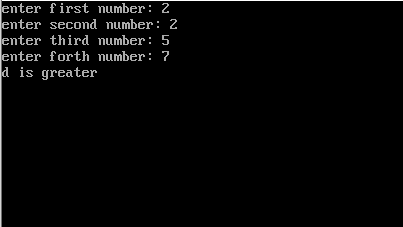 enter first number: 2
enter second number: 2
enter third number: 5
enter forth number: 7
d is greater